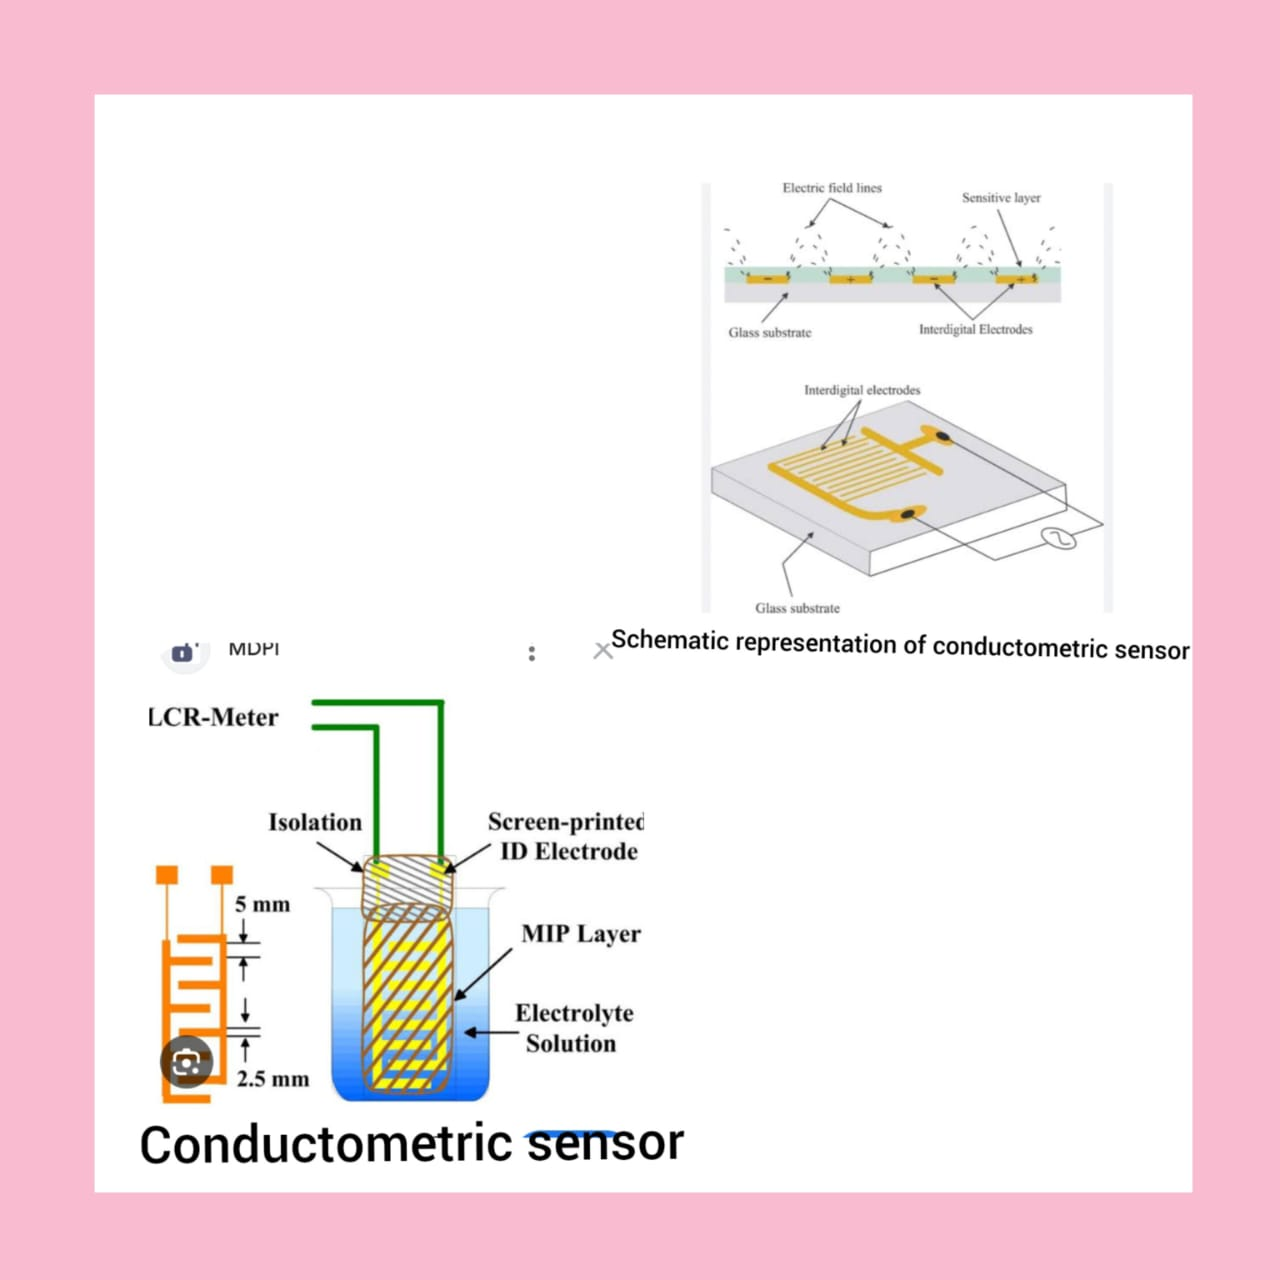 Electric field lines
Sensitive layer
− + − +
Glass substrate
Interdigital Electrodes
Interdigital electrodes
Glass substrate
Schematic representation of conductometric sensor
MDPI
LCR-Meter
Isolation
Screen-printed
ID Electrode
5 mm
MIP Layer
Electrolyte
Solution
2.5 mm
Conductometric sensor